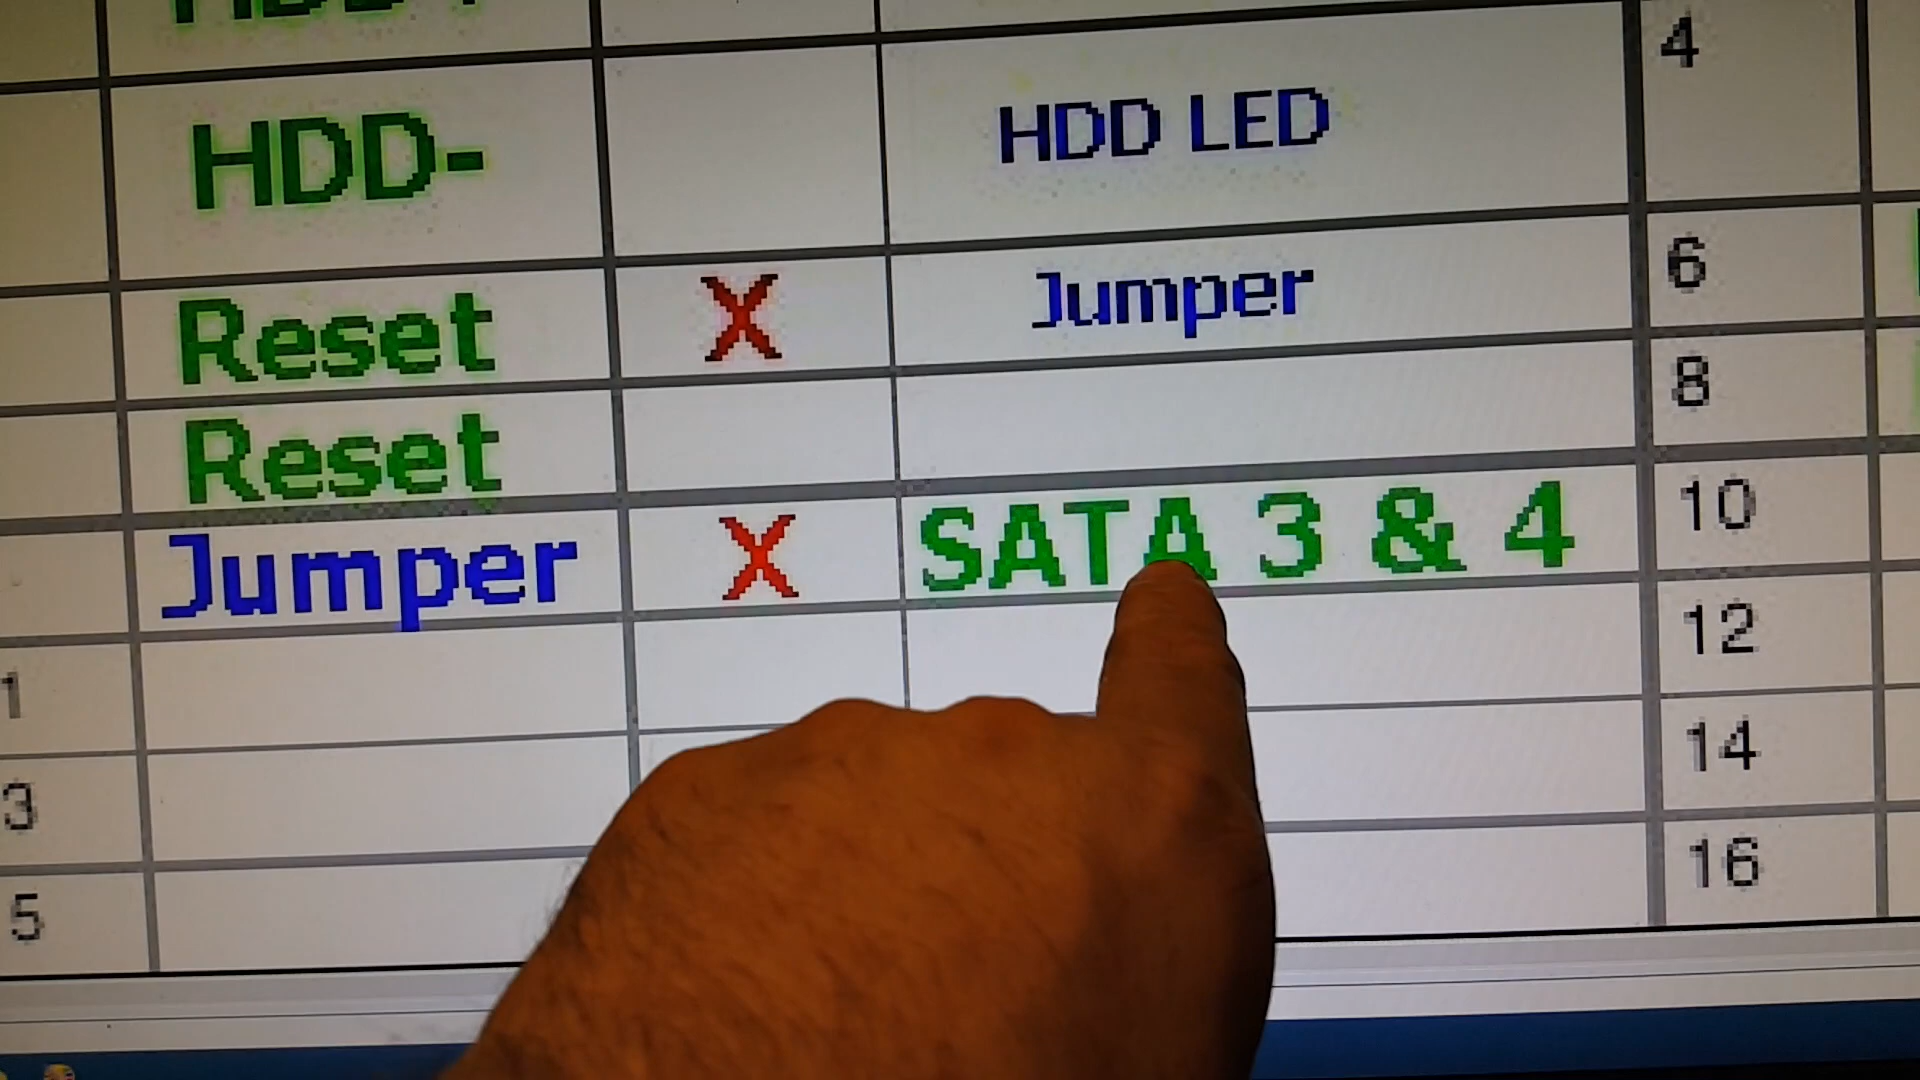 HDD-
HDD LED
4
Reset
X
Jumper
6
Reset
8
Jumper
X
SATA 3 & 4
10
1
12
3
14
5
16